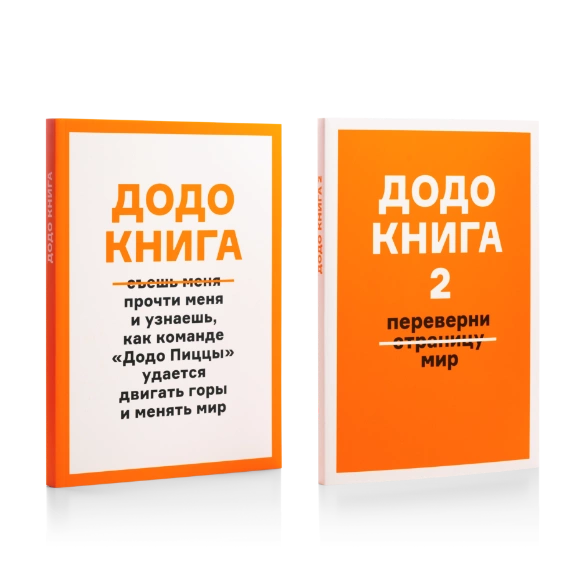 ДОДО КНИГА
ДОДО
КНИГА
съешь меня
прочти меня
и узнаешь,
как команде
«Додо Пиццы»
удается
двигать горы
и менять мир
ДОДО КНИГА 2
ДОДО
КНИГА
2
переверни
страницу
мир